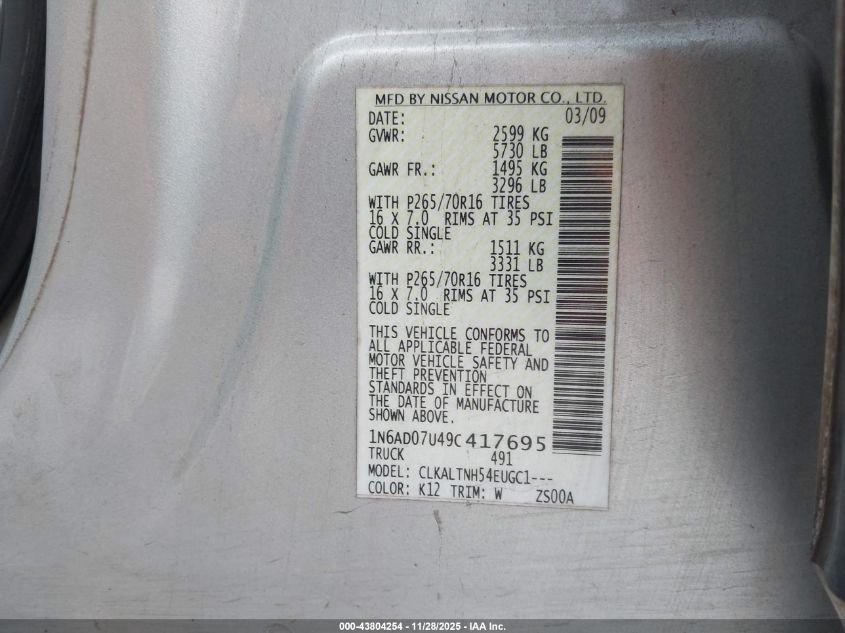 MFD BY NISSAN MOTOR CO., LTD.
DATE: 03/09
GVWR: 2599 KG
5730 LB
GAWR FR.: 1495 KG
3296 LB
WITH P265/70R16 TIRES
16 X 7.0 RIMS AT 35 PSI
COLD SINGLE
GAWR RR.: 1511 KG
3331 LB
WITH P265/70R16 TIRES
16 X 7.0 RIMS AT 35 PSI
COLD SINGLE
THIS VEHICLE CONFORMS TO
ALL APPLICABLE FEDERAL
MOTOR VEHICLE SAFETY AND
THEFT PREVENTION
STANDARDS IN EFFECT ON
THE DATE OF MANUFACTURE
SHOWN ABOVE.
1N6AD07U49C417695
TRUCK 491
MODEL: CLKALTNH54EUGC1---
COLOR: K12 TRIM: W ZS00A
000-43804254 - 11/28/2025 - IAA Inc.